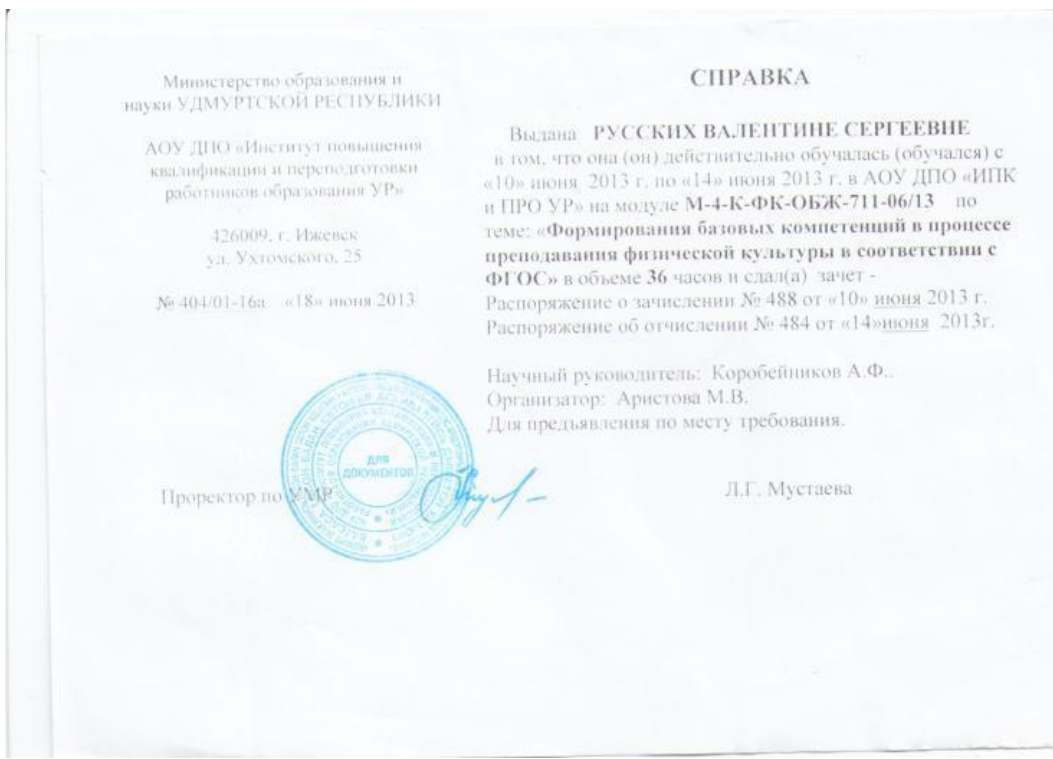 Министерство образования и
науки УДМУРТСКОЙ РЕСПУБЛИКИ
АОУ ДПО «Институт повышения
квалификации и переподготовки
работников образования УР»
426009, г. Ижевск
ул. Ухтомского, 25
№ 404/01-16а «18» июня 2013
СПРАВКА
Выдана РУССКИХ ВАЛЕНТИНЕ СЕРГЕЕВНЕ
в том, что она (он) действительно обучалась (обучался) с
«10» июня 2013 г. по «14» июня 2013 г. в АОУ ДПО «ИПК
и ПРО УР» на модуле М-4-К-ФК-ОБЖ-711-06/13 по
теме: «Формирования базовых компетенций в процессе
преподавания физической культуры в соответствии с
ФГОС» в объеме 36 часов и сдал(а) зачет -
Распоряжение о зачислении № 488 от «10» июня 2013 г.
Распоряжение об отчислении № 484 от «14»июня 2013г.
Научный руководитель: Коробейников А.Ф..
Организатор: Аристова М.В.
Для предъявления по месту требования.
ДЛЯ
ДОКУМЕНТОВ
Проректор по УМР
Л.Г. Мустаева